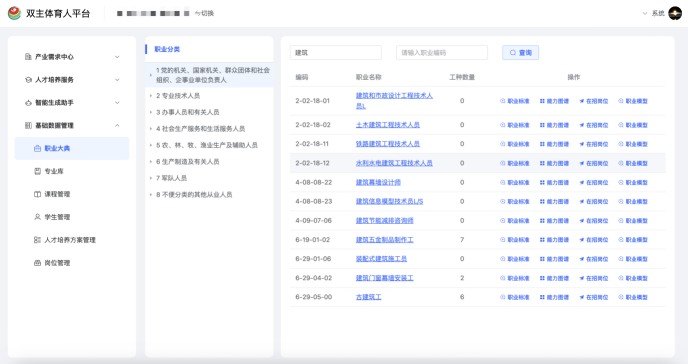 双主体育人平台
切换
系统
产业需求中心
人才培养服务
智能生成助手
基础数据管理
职业大典
专业库
课程管理
学生管理
人才培养方案管理
岗位管理
职业分类
1 党的机关、国家机关、群众团体和社会
组织、企事业单位负责人
2 专业技术人员
3 办事人员和有关人员
4 社会生产服务和生活服务人员
5 农、林、牧、渔业生产及辅助人员
6 生产制造及有关人员
7 军队人员
8 不便分类的其他从业人员
建筑 请输入职业编码 查询
编码 职业名称 工种数量 操作
2-02-18-01 建筑和市政设计工程技术人
员L 0 职业标准 能力图谱 在招岗位 职业模型
2-02-18-02 土木建筑工程技术人员 0 职业标准 能力图谱 在招岗位 职业模型
2-02-18-11 铁路建筑工程技术人员 0 职业标准 能力图谱 在招岗位 职业模型
2-02-18-12 水利水电建筑工程技术人员 0 职业标准 能力图谱 在招岗位 职业模型
4-08-08-22 建筑幕墙设计师 0 职业标准 能力图谱 在招岗位 职业模型
4-08-08-23 建筑信息模型技术员L/S 0 职业标准 能力图谱 在招岗位 职业模型
4-09-07-06 建筑节能减排咨询师 0 职业标准 能力图谱 在招岗位 职业模型
6-19-01-02 建筑五金制品制作工 7 职业标准 能力图谱 在招岗位 职业模型
6-29-01-06 装配式建筑施工员 0 职业标准 能力图谱 在招岗位 职业模型
6-29-04-02 建筑门窗幕墙安装工 2 职业标准 能力图谱 在招岗位 职业模型
6-29-05-00 古建筑工 6 职业标准 能力图谱 在招岗位 职业模型